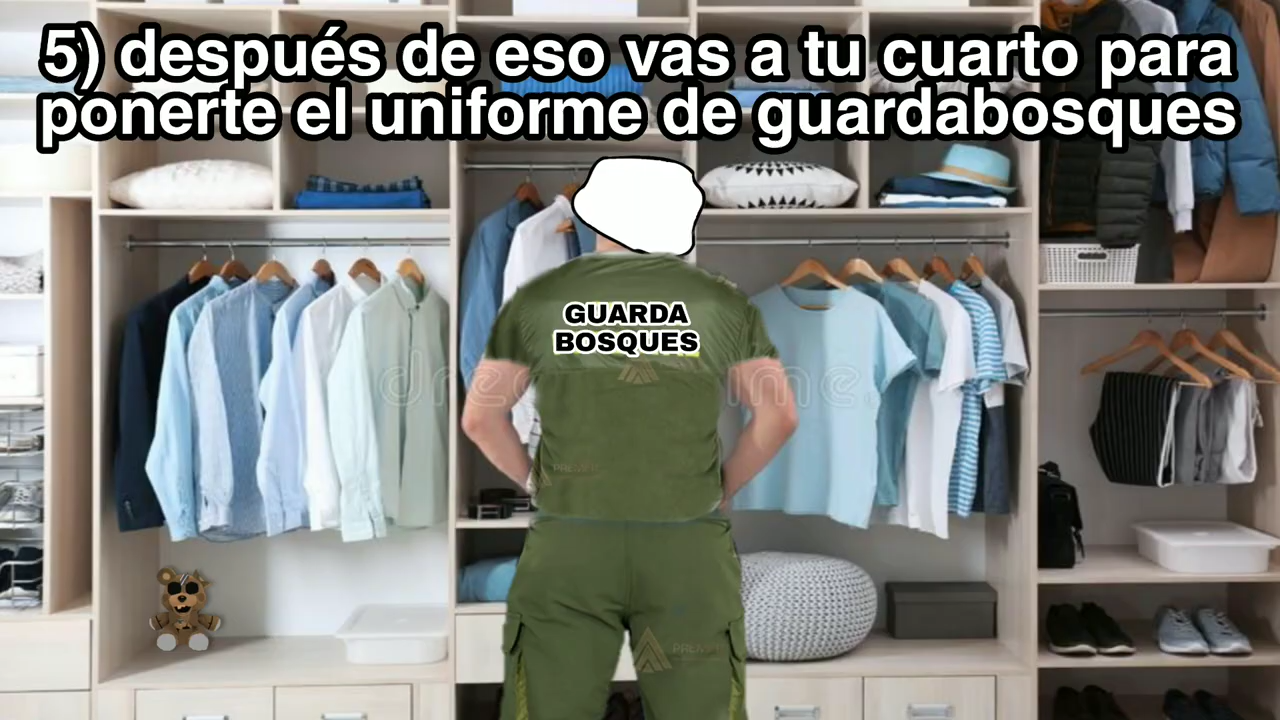 5) después de eso vas a tu cuarto para
ponerte el uniforme de guardabosques
GUARDA
BOSQUES